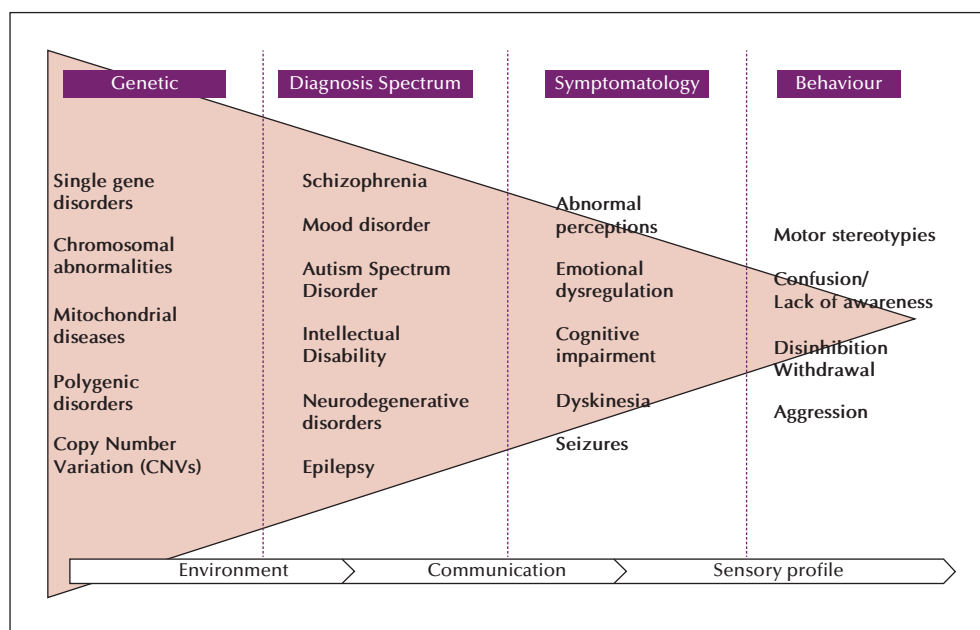 Genetic
Diagnosis Spectrum
Symptomatology
Behaviour
Single gene
disorders
Chromosomal
abnormalities
Mitochondrial
diseases
Polygenic
disorders
Copy Number
Variation (CNVs)
Schizophrenia
Mood disorder
Autism Spectrum
Disorder
Intellectual
Disability
Neurodegenerative
disorders
Epilepsy
Abnormal
perceptions
Emotional
dysregulation
Cognitive
impairment
Dyskinesia
Seizures
Motor stereotypies
Confusion/
Lack of awareness
Disinhibition
Withdrawal
Aggression
Environment
Communication
Sensory profile